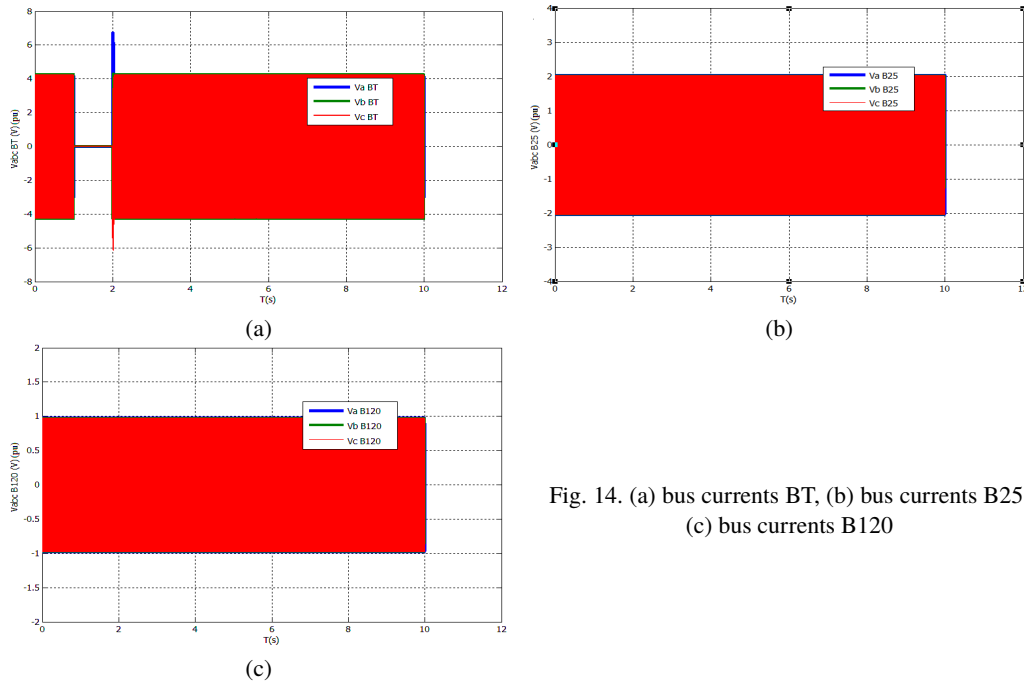 8
6
4
2
0
-2
-4
-6
-8
0 2 4 6 8 10 12
Vabc BT (V) (pu)
T(s)
Va BT
Vb BT
Vc BT
(a)
4
3
2
1
0
-1
-2
-3
-4
0 2 4 6 8 10 12
Vabc B25 (V) (pu)
T(s)
Va B25
Vb B25
Vc B25
(b)
2
1.5
1
0.5
0
-0.5
-1
-1.5
-2
0 2 4 6 8 10 12
Vabc B120 (V) (pu)
T(s)
Va B120
Vb B120
Vc B120
(c)
Fig. 14. (a) bus currents BT, (b) bus currents B25
(c) bus currents B120